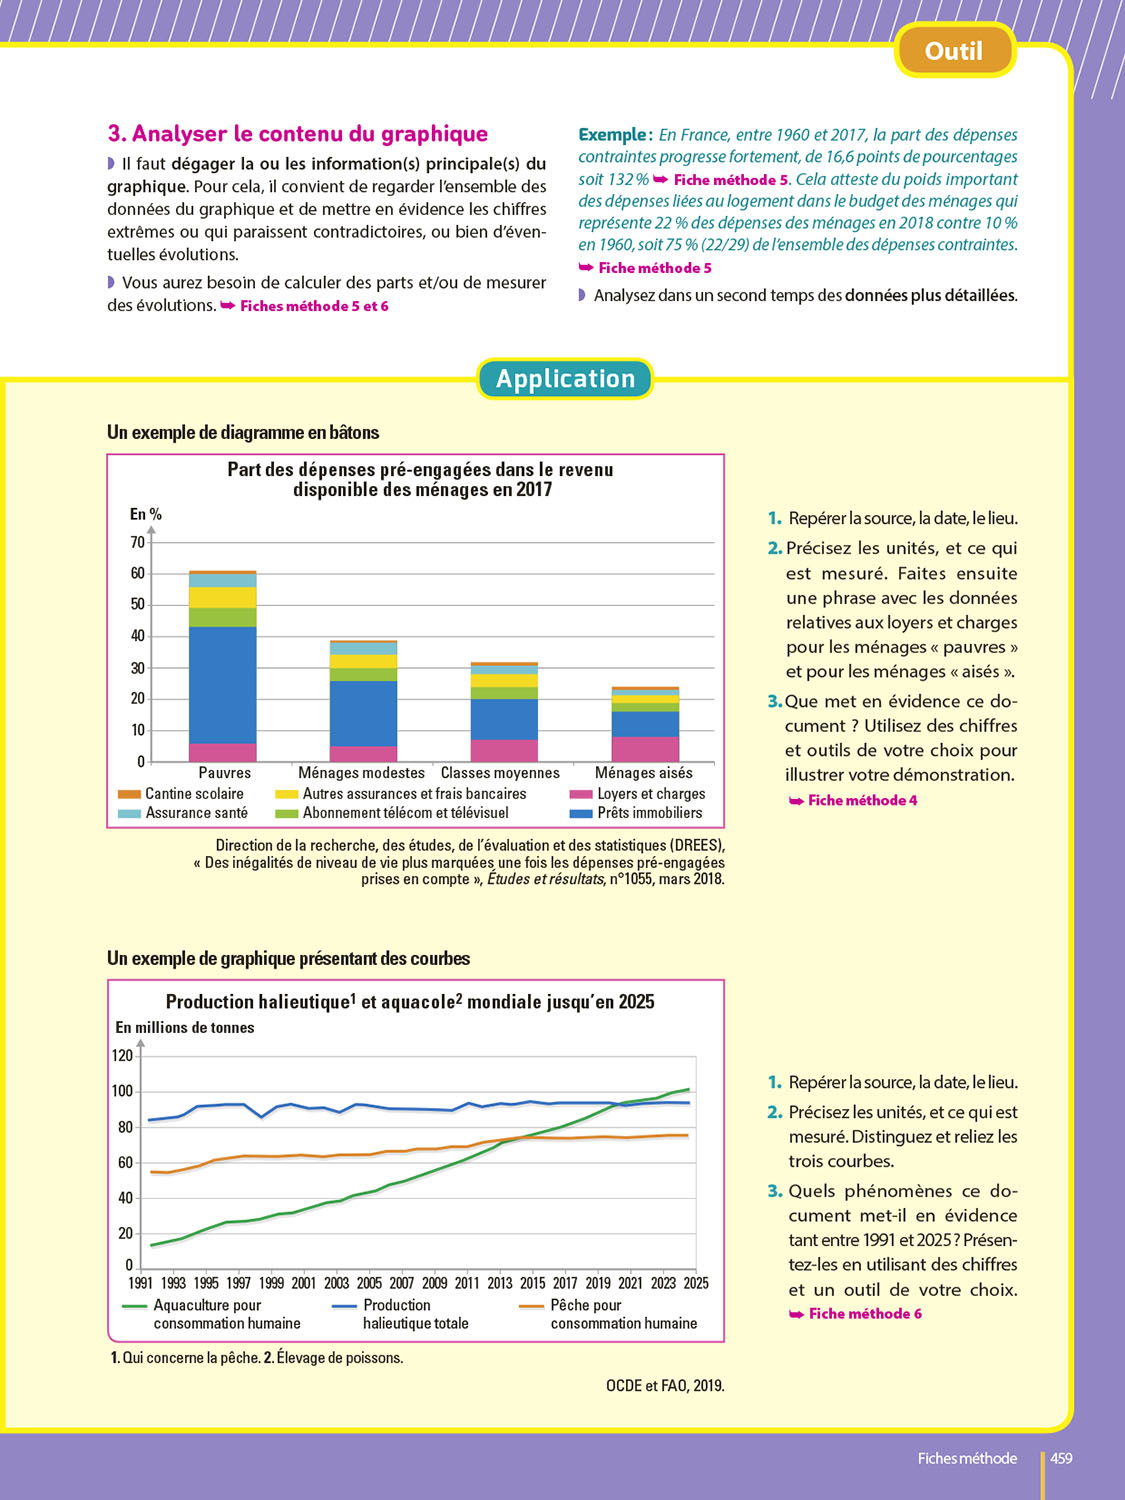 Outil
3. Analyser le contenu du graphique
Il faut dégager la ou les information(s) principale(s) du
graphique. Pour cela, il convient de regarder l'ensemble des
données du graphique et de mettre en évidence les chiffres
extrêmes ou qui paraissent contradictoires, ou bien d'éven-
tuelles évolutions.
Vous aurez besoin de calculer des parts et/ou de mesurer
des évolutions. ➥ Fiches méthode 5 et 6
Exemple : En France, entre 1960 et 2017, la part des dépenses
contraintes progresse fortement, de 16,6 points de pourcentages
soit 132 % ➥ Fiche méthode 5. Cela atteste du poids important
des dépenses liées au logement dans le budget des ménages qui
représente 22 % des dépenses des ménages en 2018 contre 10 %
en 1960, soit 75 % (22/29) de l'ensemble des dépenses contraintes.
➥ Fiche méthode 5
Analysez dans un second temps des données plus détaillées.
Application
Un exemple de diagramme en bâtons
Part des dépenses pré-engagées dans le revenu
disponible des ménages en 2017
En %
70
60
50
40
30
20
10
0
Pauvres Ménages modestes Classes moyennes Ménages aisés
Cantine scolaire Autres assurances et frais bancaires Loyers et charges
Assurance santé Abonnement télécom et télévisuel Prêts immobiliers
Direction de la recherche, des études, de l'évaluation et des statistiques (DREES),
« Des inégalités de niveau de vie plus marquées une fois les dépenses pré-engagées
prises en compte », Études et résultats, n°1055, mars 2018.
1. Repérer la source, la date, le lieu.
2. Précisez les unités, et ce qui
est mesuré. Faites ensuite
une phrase avec les données
relatives aux loyers et charges
pour les ménages « pauvres »
et pour les ménages « aisés ».
3. Que met en évidence ce do-
cument ? Utilisez des chiffres
et outils de votre choix pour
illustrer votre démonstration.
➥ Fiche méthode 4
Un exemple de graphique présentant des courbes
Production halieutique1 et aquacole2 mondiale jusqu'en 2025
En millions de tonnes
120
100
80
60
40
20
0
1991 1993 1995 1997 1999 2001 2003 2005 2007 2009 2011 2013 2015 2017 2019 2021 2023 2025
Aquaculture pour Production Pêche pour
consommation humaine halieutique totale consommation humaine
1. Qui concerne la pêche. 2. Élevage de poissons.
OCDE et FAO, 2019.
1. Repérer la source, la date, le lieu.
2. Précisez les unités, et ce qui est
mesuré. Distinguez et reliez les
trois courbes.
3. Quels phénomènes ce do-
cument met-il en évidence
tant entre 1991 et 2025 ? Présen-
tez-les en utilisant des chiffres
et un outil de votre choix.
➥ Fiche méthode 6
Fiches méthode 459